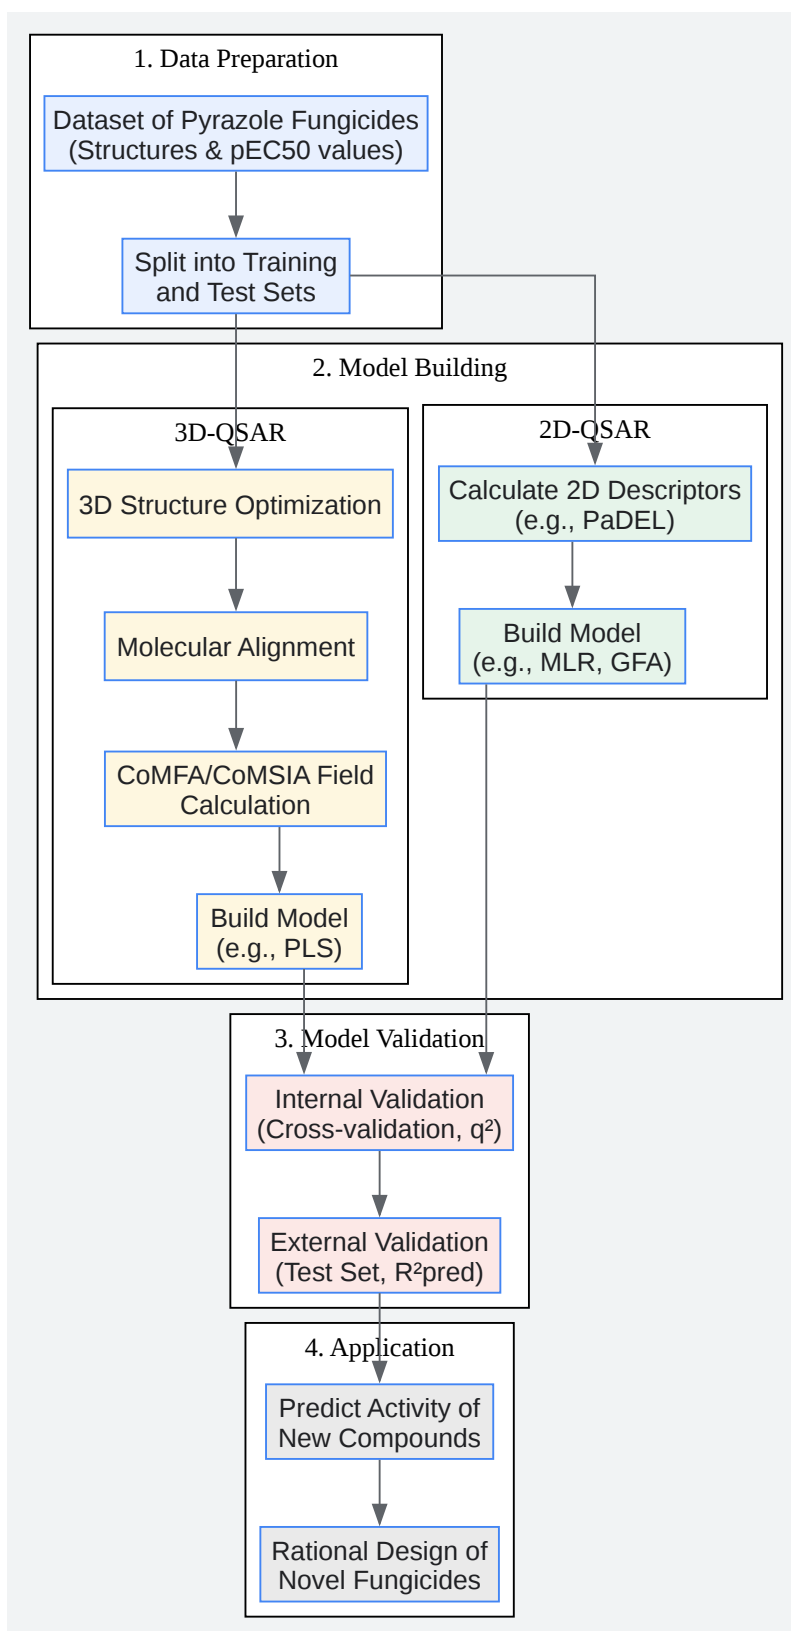 1. Data Preparation
Dataset of Pyrazole Fungicides
(Structures & pEC50 values)
Split into Training
and Test Sets
2. Model Building
3D-QSAR
3D Structure Optimization
Molecular Alignment
CoMFA/CoMSIA Field
Calculation
Build Model
(e.g., PLS)
2D-QSAR
Calculate 2D Descriptors
(e.g., PaDEL)
Build Model
(e.g., MLR, GFA)
3. Model Validation
Internal Validation
(Cross-validation, q²)
External Validation
(Test Set, R²pred)
4. Application
Predict Activity of
New Compounds
Rational Design of
Novel Fungicides